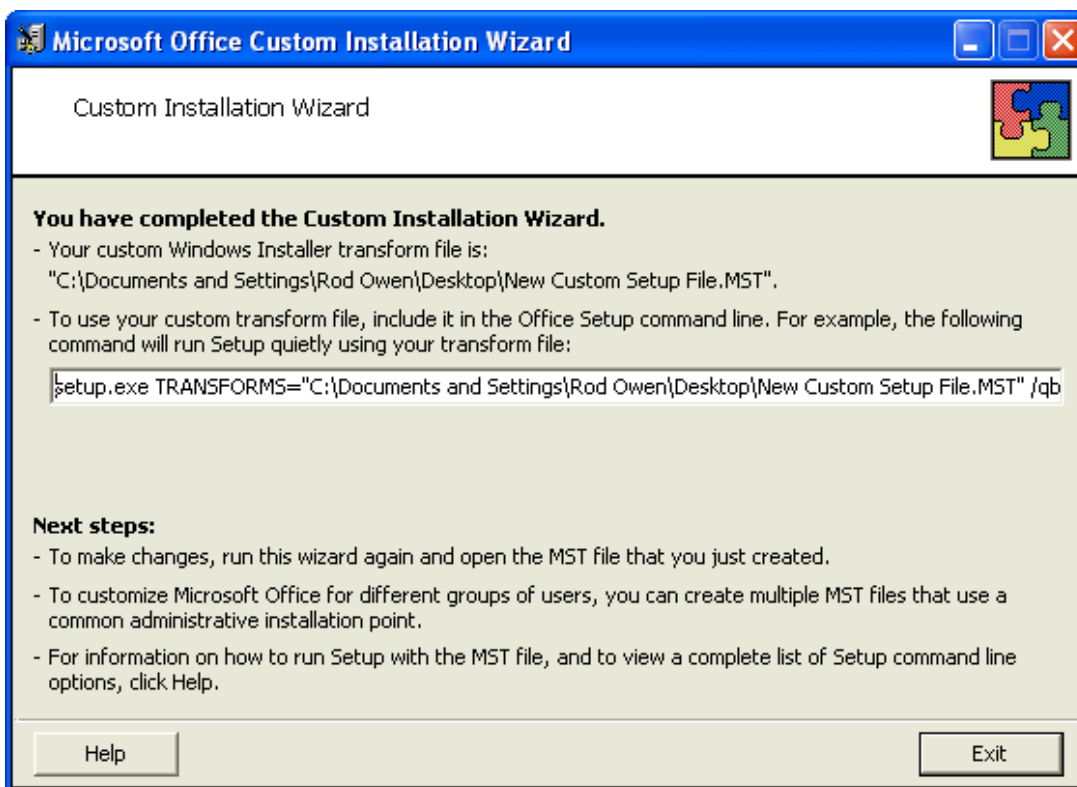 Microsoft Office Custom Installation Wizard
Custom Installation Wizard
You have completed the Custom Installation Wizard.
- Your custom Windows Installer transform file is:
"C:\Documents and Settings\Rod Owen\Desktop\New Custom Setup File.MST".
- To use your custom transform file, include it in the Office Setup command line. For example, the following
command will run Setup quietly using your transform file:
setup.exe TRANSFORMS="C:\Documents and Settings\Rod Owen\Desktop\New Custom Setup File.MST" /qb
Next steps:
- To make changes, run this wizard again and open the MST file that you just created.
- To customize Microsoft Office for different groups of users, you can create multiple MST files that use a
common administrative installation point.
- For information on how to run Setup with the MST file, and to view a complete list of Setup command line
options, click Help.
Help
Exit